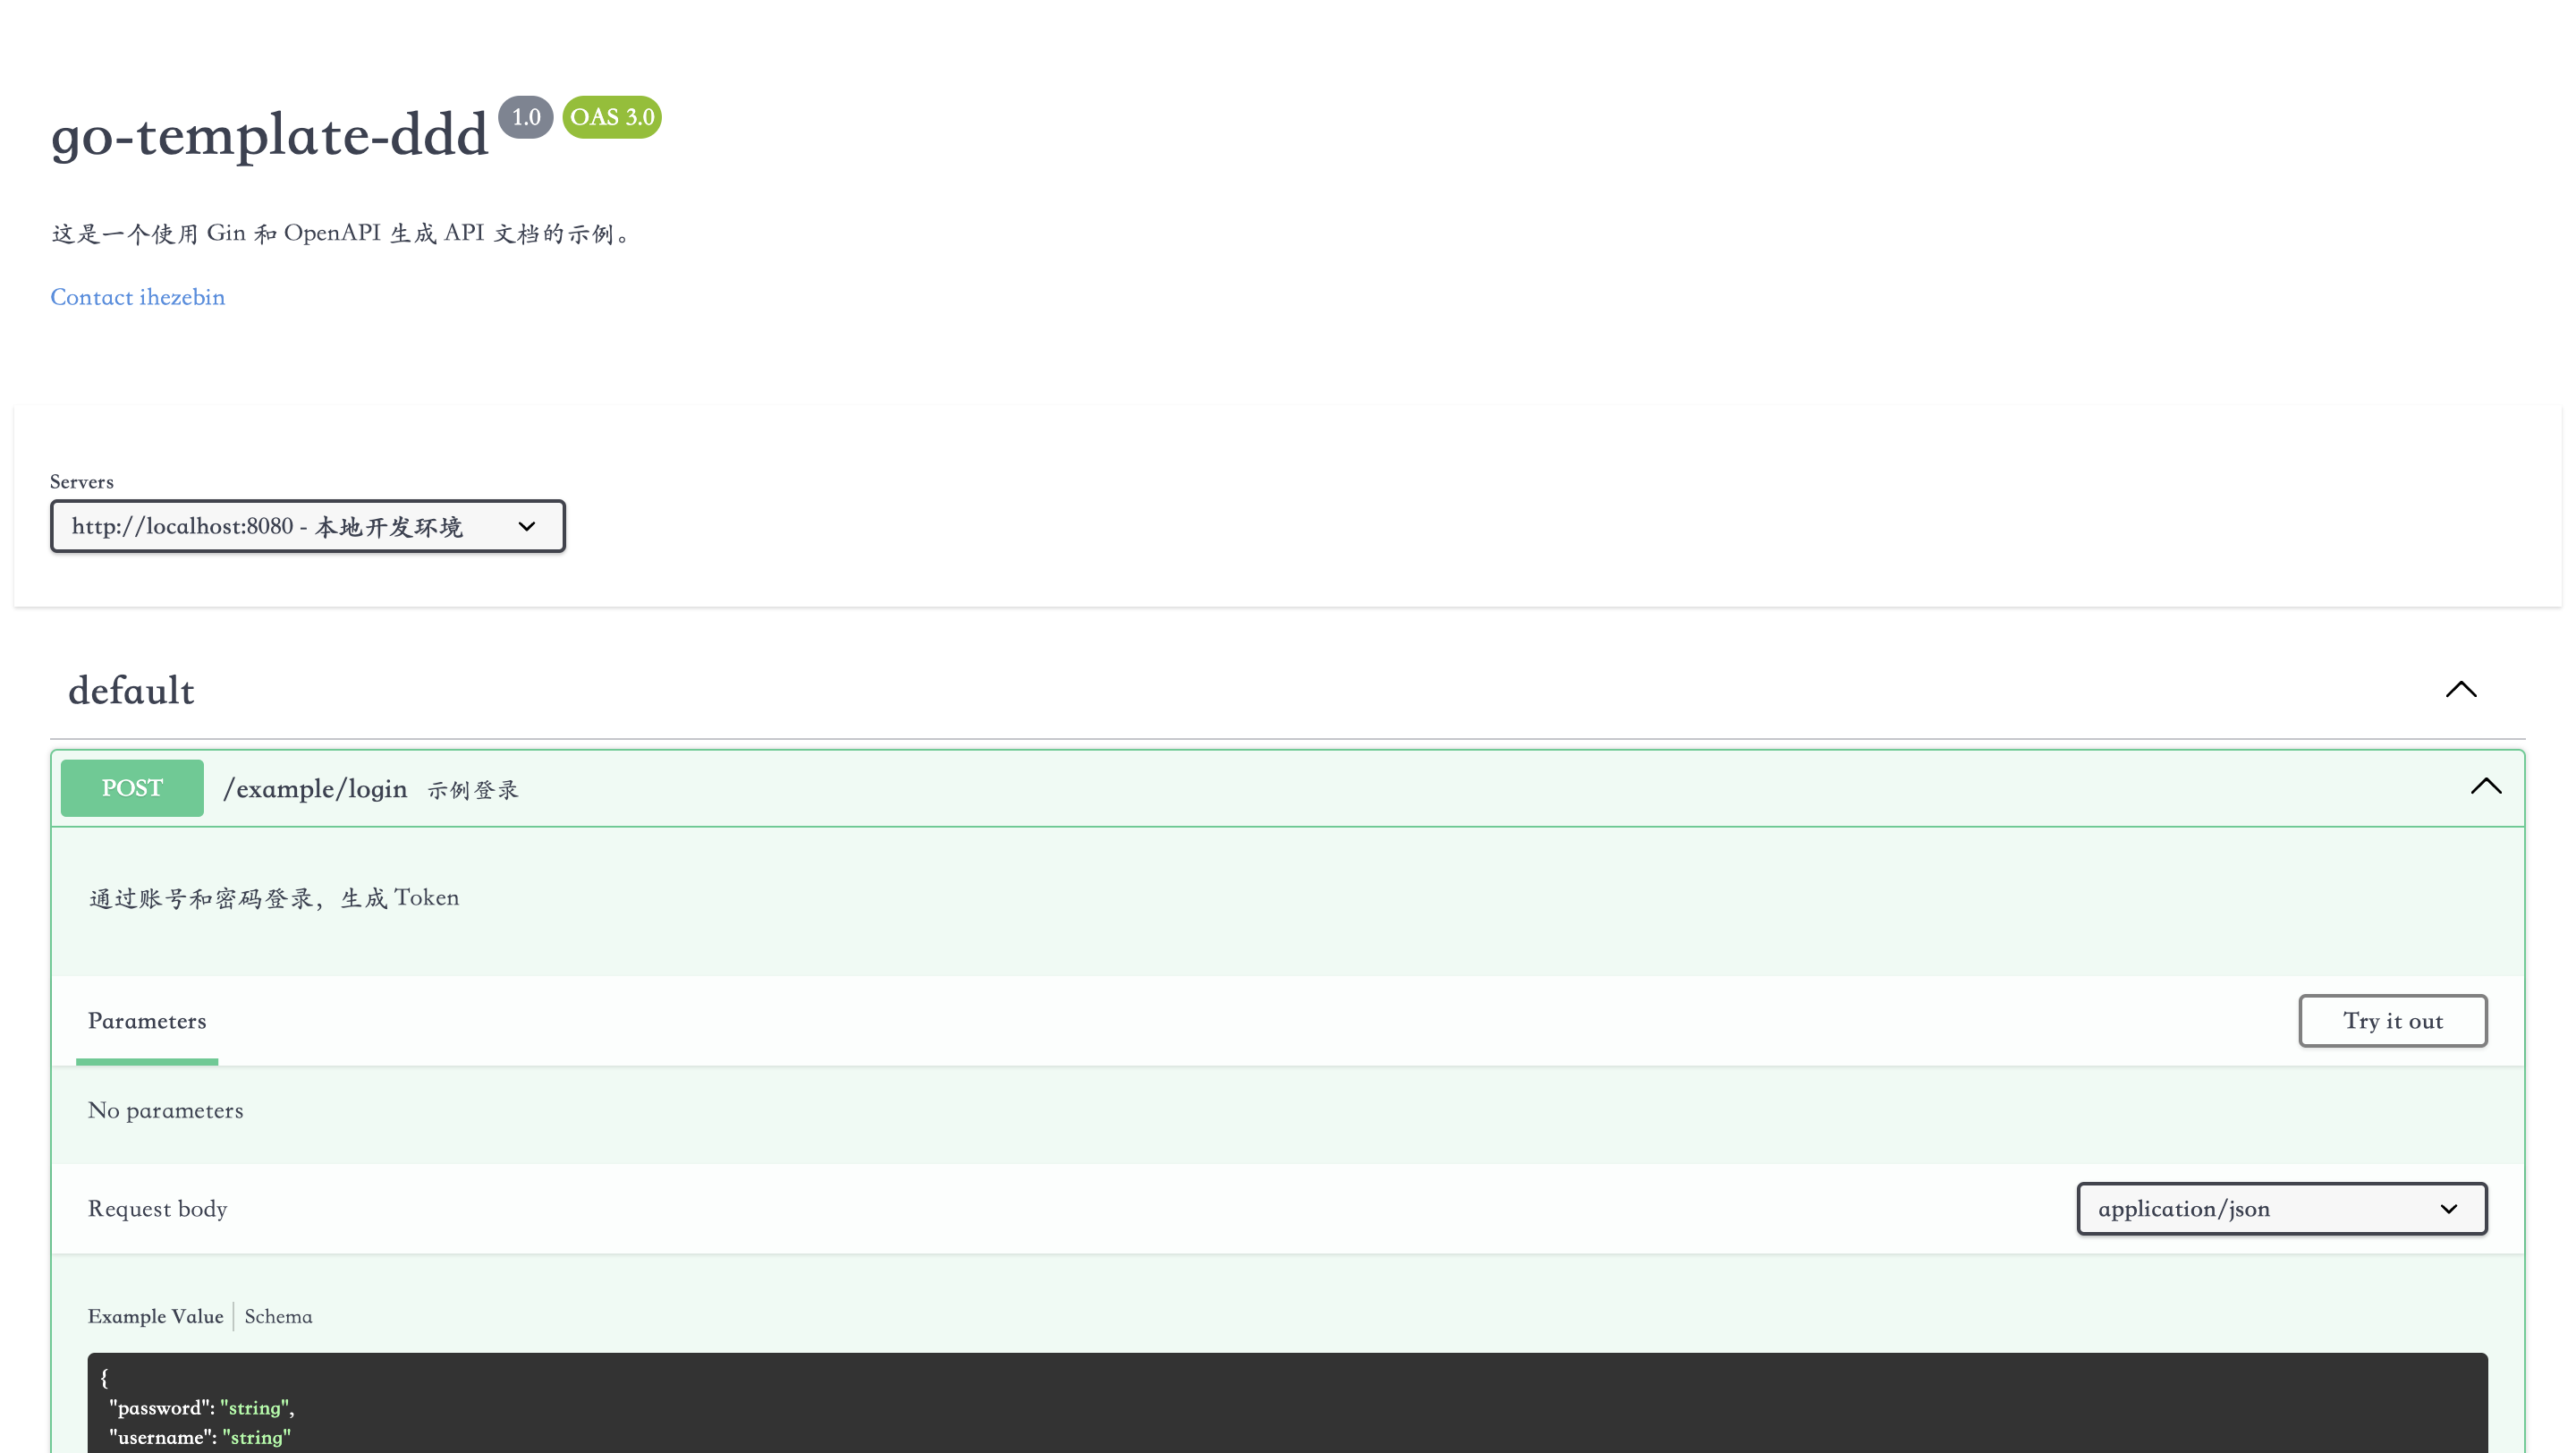 go-template-ddd 1.0 OAS 3.0
这是一个使用 Gin 和 OpenAPI 生成 API 文档的示例。
Contact ihezebin
Servers
http://localhost:8080 - 本地开发环境
default
POST /example/login 示例登录
通过账号和密码登录，生成 Token
Parameters
Try it out
No parameters
Request body
application/json
Example Value | Schema
{
"password": "string",
"username": "string"